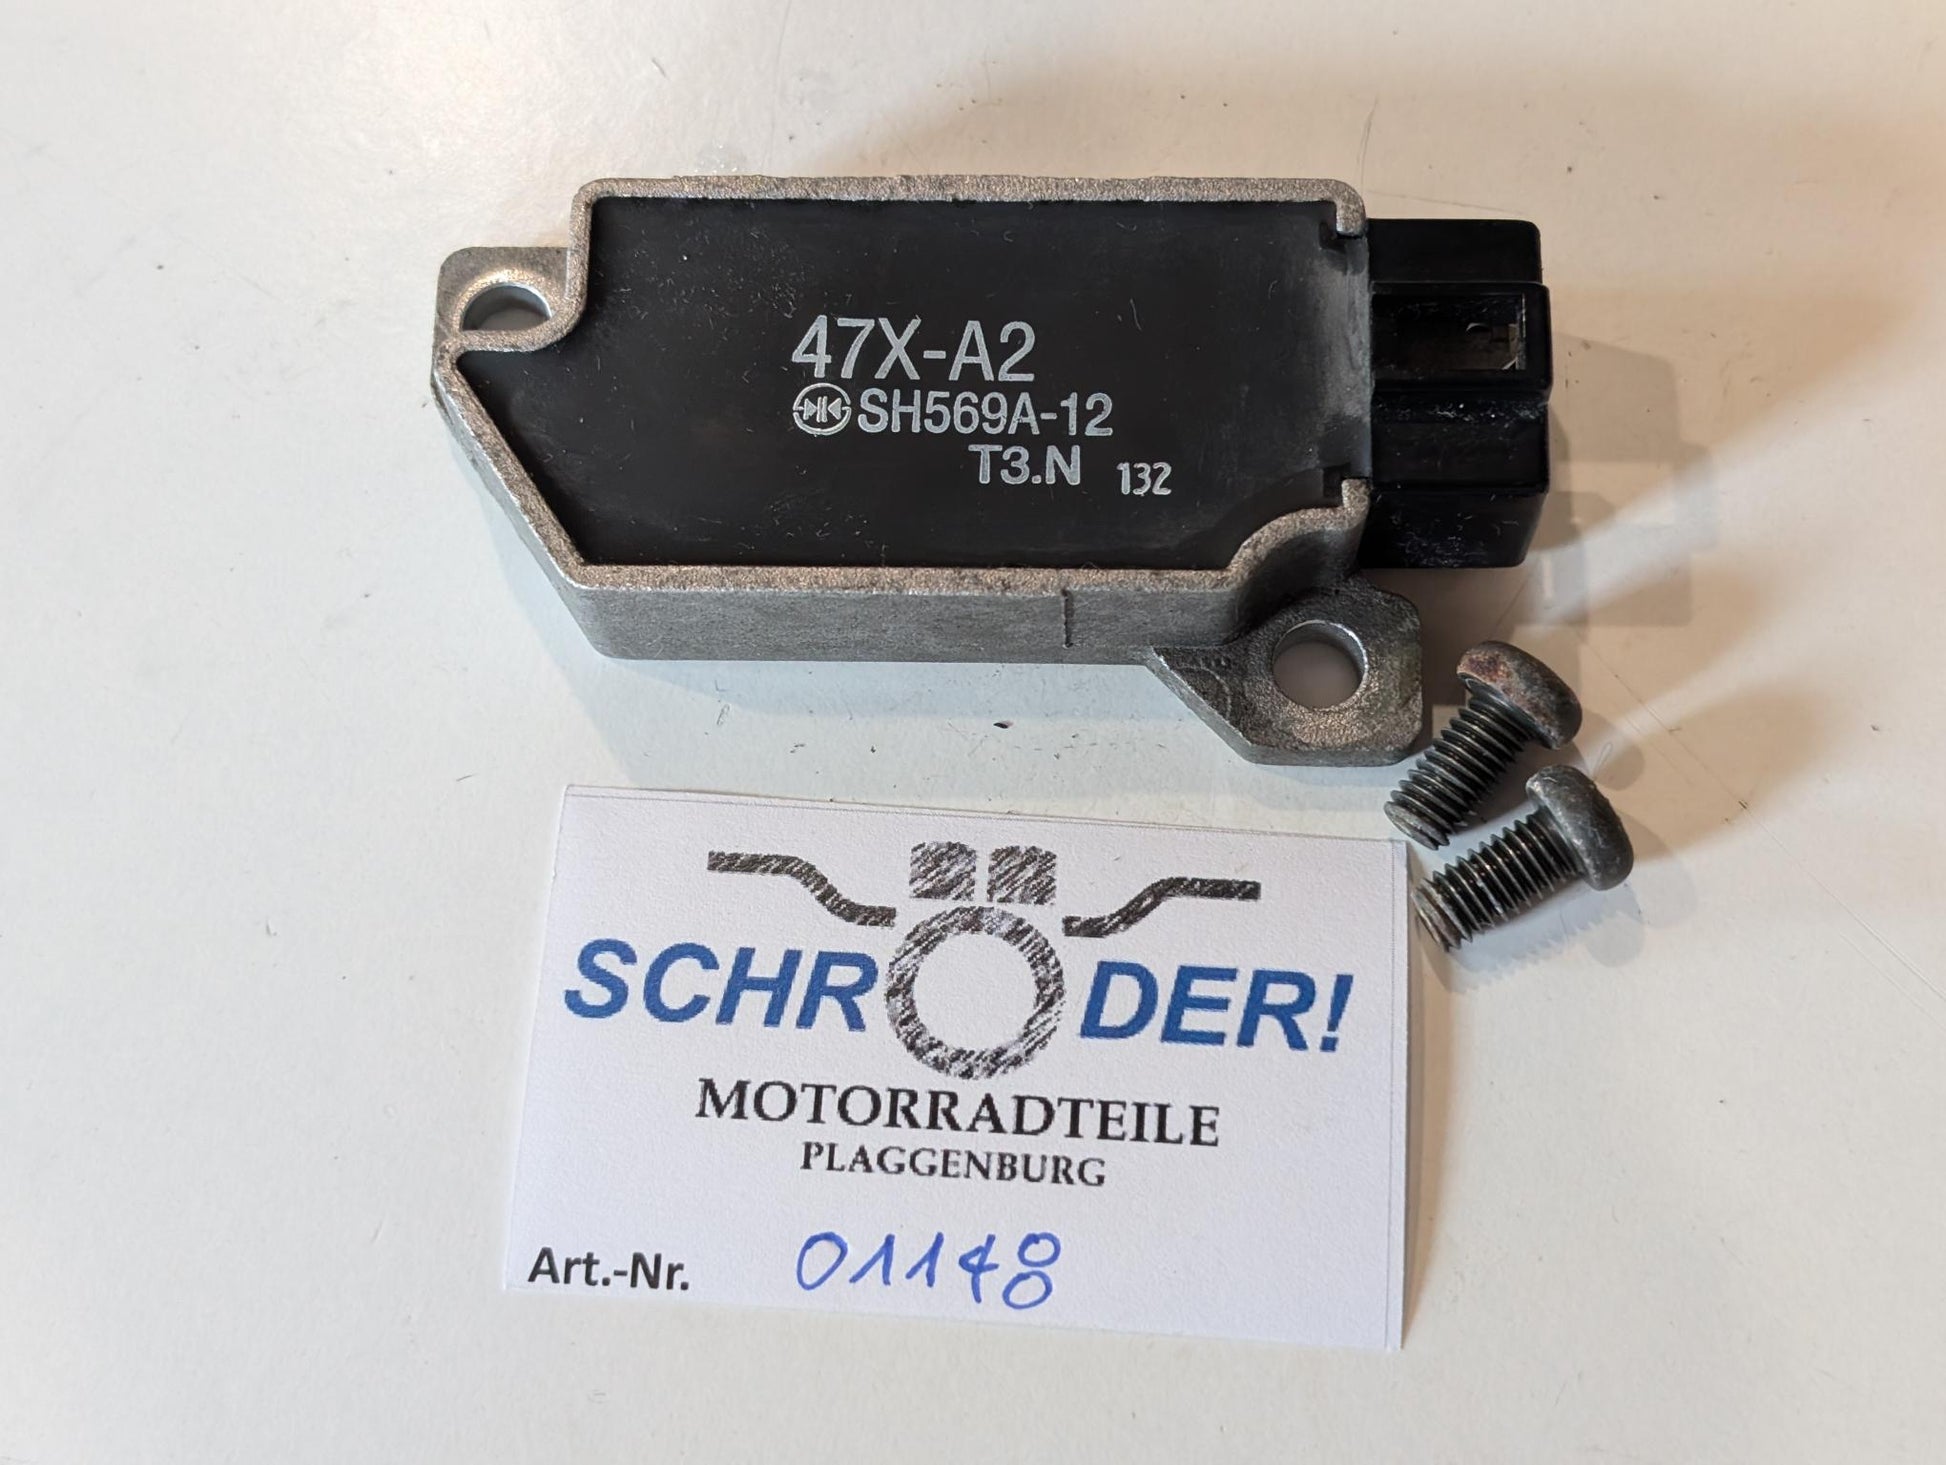 47X-A2
SH569A-12
T3.N 132
SCHRÖDER!
MOTORRADTEILE
PLAGGENBURG
Art.-Nr. 01148